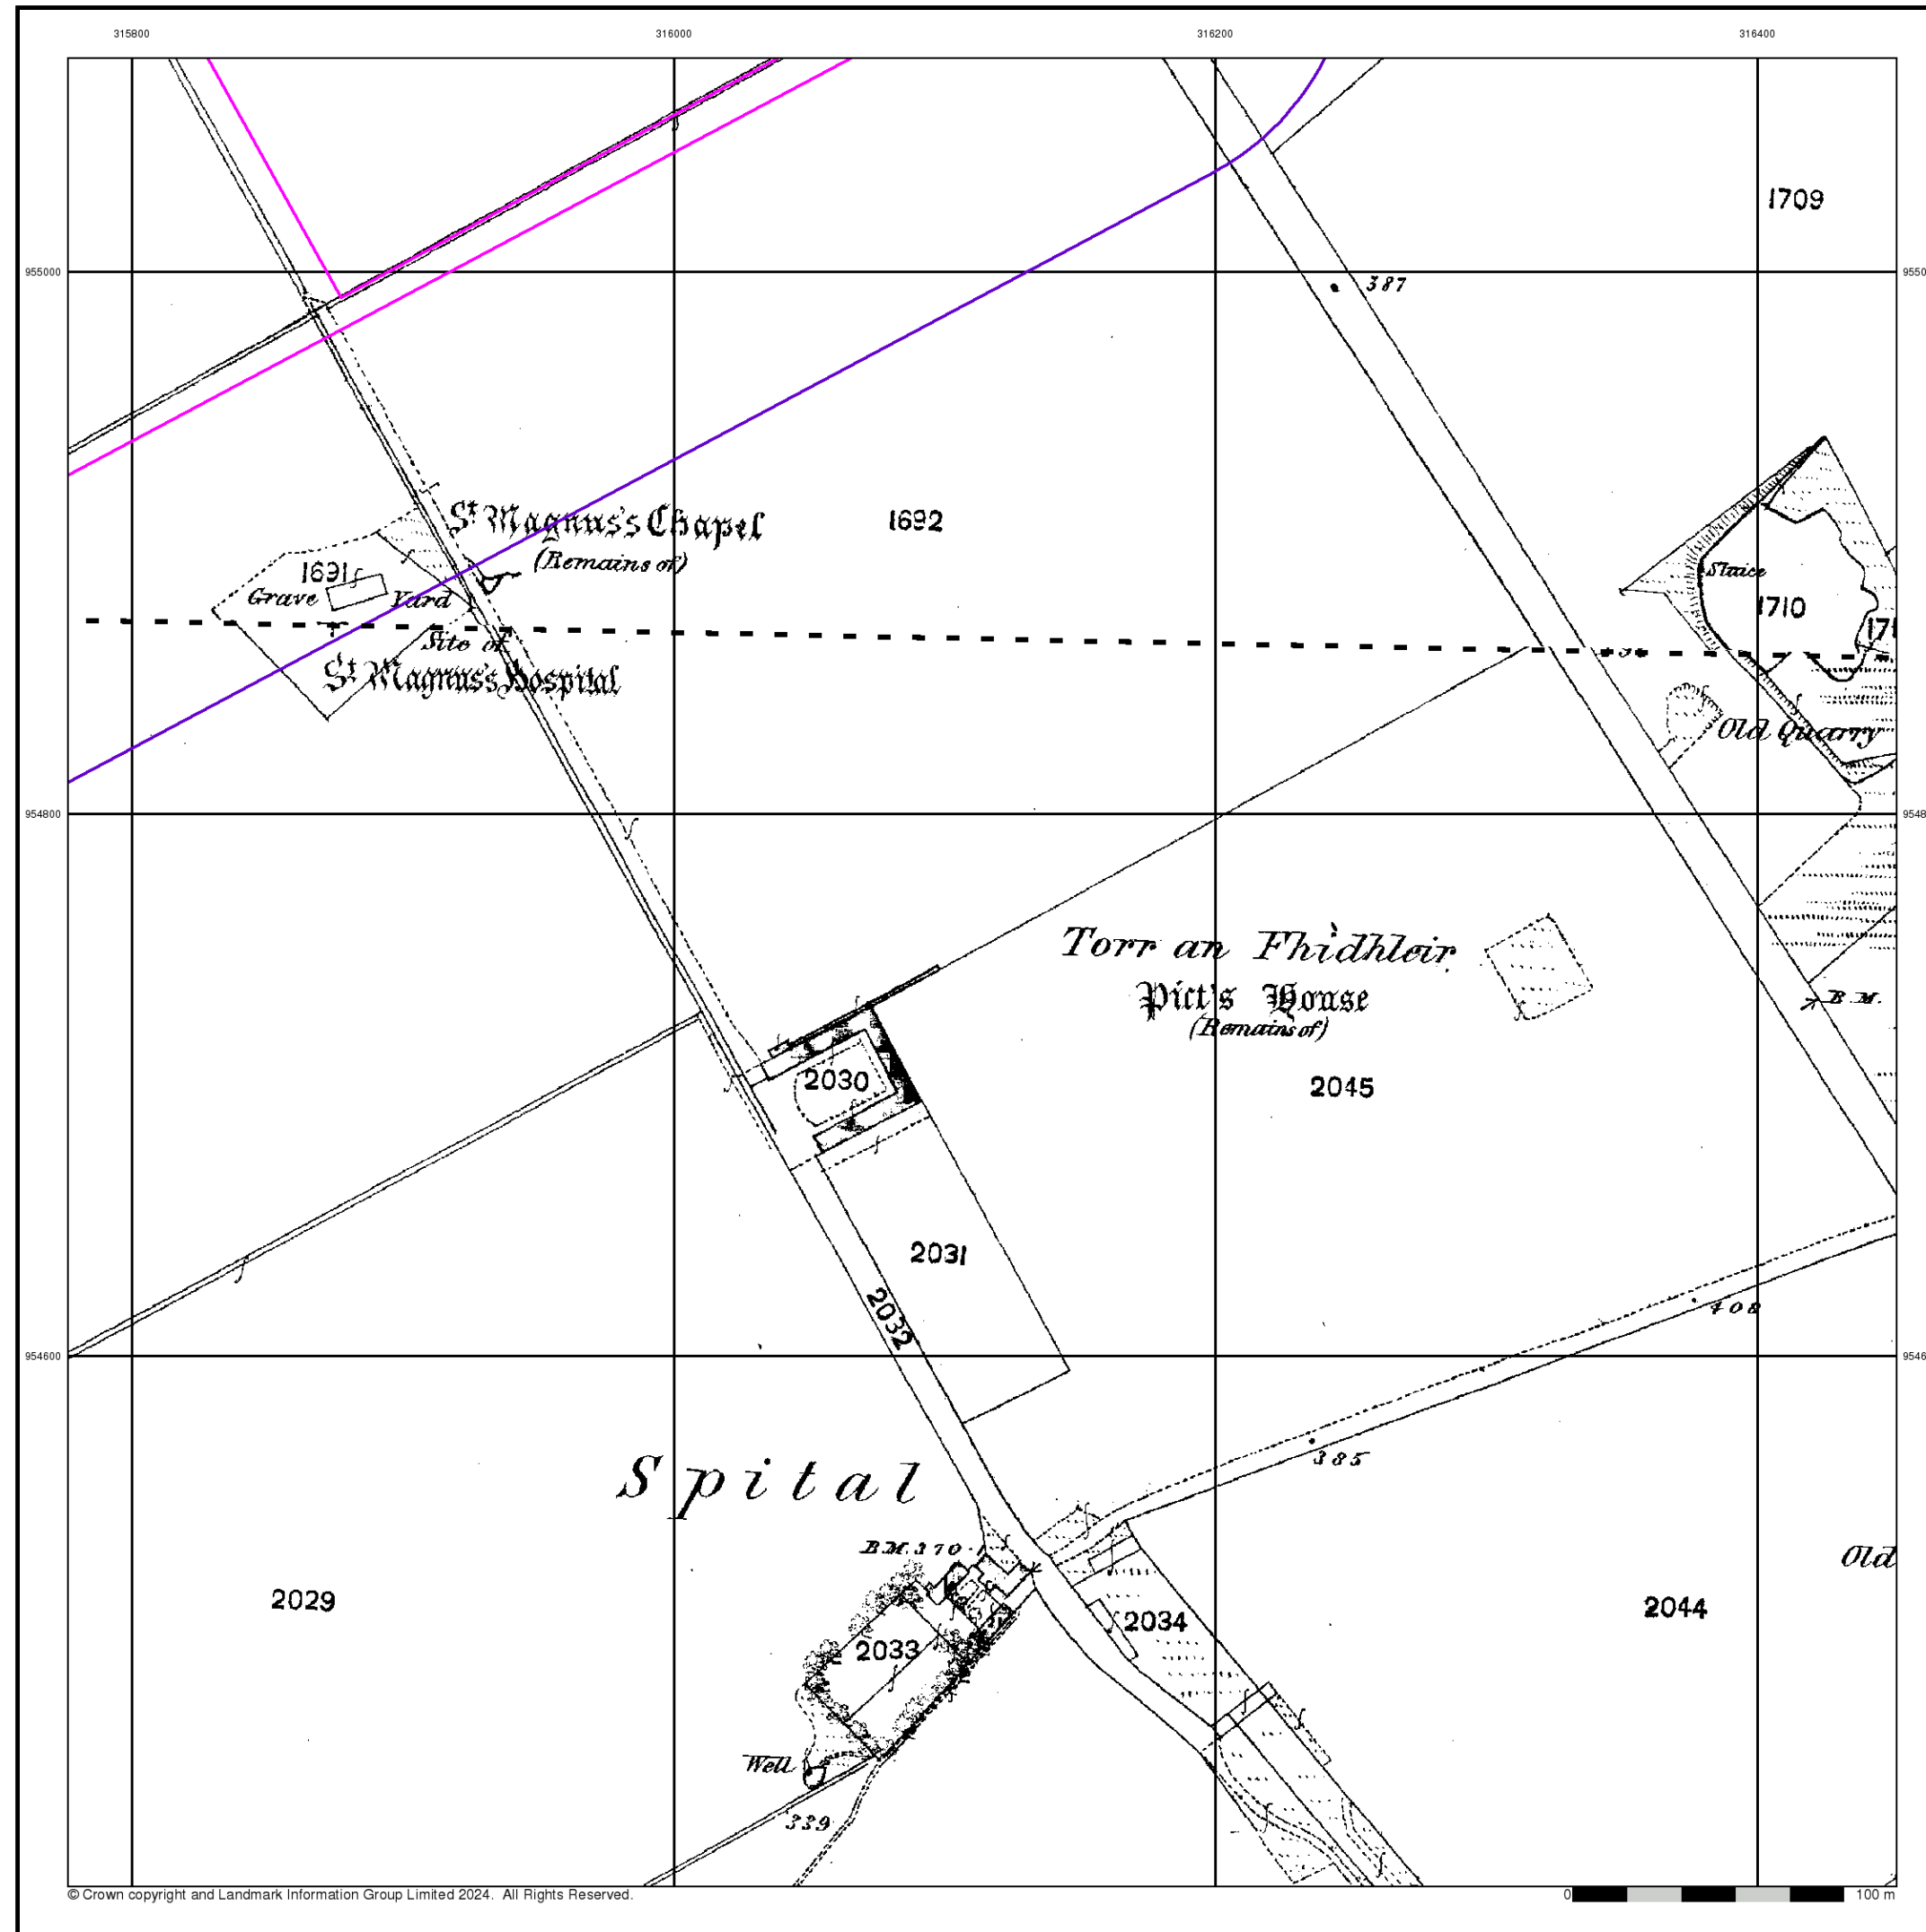 315800 316000 316200 316400
1709
955000
387
St. Magnus's Chapel
(Remains of)
1692
1691
Grave Yard
Site of
St. Magnus's Hospital
Sluice
1710
Old Quarry
954800
Torr an Fhìdhleir
Pict's House
(Remains of)
B.M.
2030
2045
2031
2032
408
954600
385
Spital
B.M. 370
Old
2029
2044
2034
2033
Well
339
© Crown copyright and Landmark Information Group Limited 2024. All Rights Reserved.
0 100 m